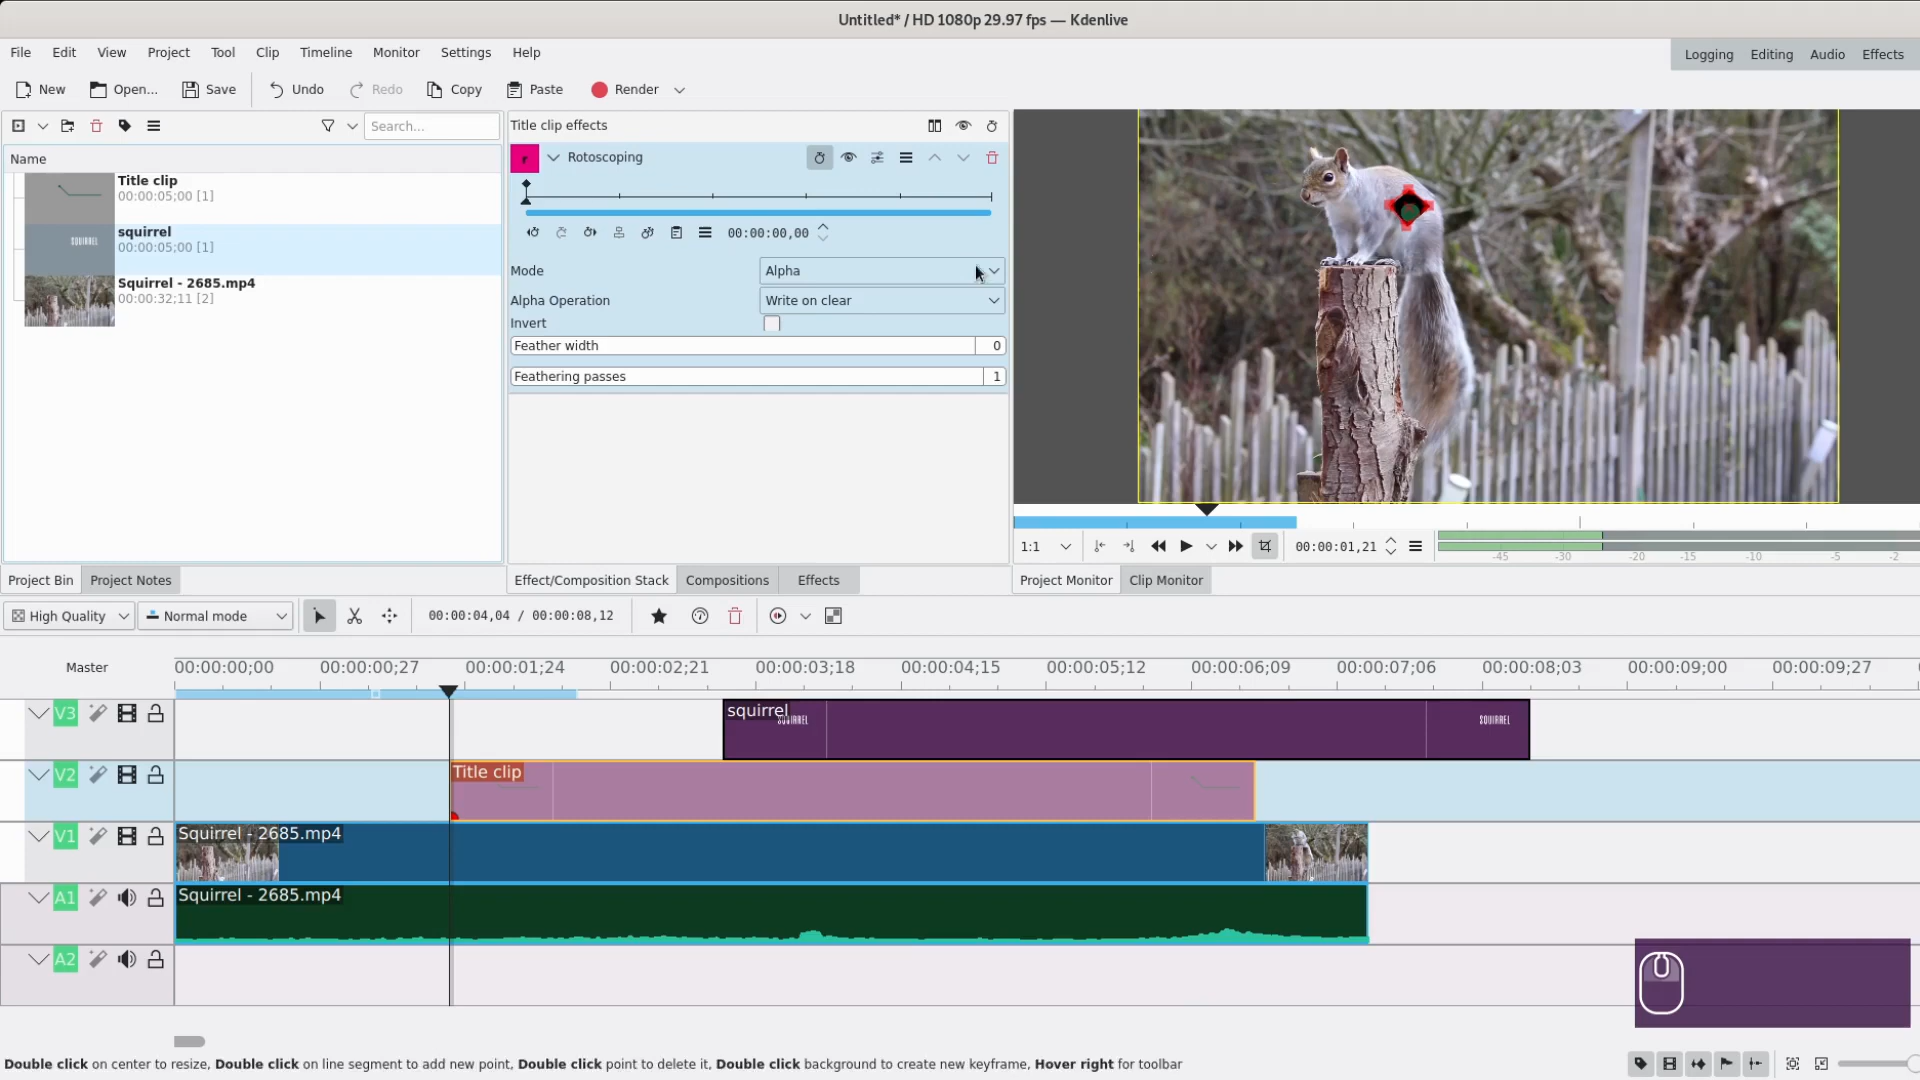 Untitled* / HD 1080p 29.97 fps — Kdenlive
File Edit View Project Tool Clip Timeline Monitor Settings Help
Logging Editing Audio Effects
New Open... Save Undo Redo Copy Paste Render
Search...
Name
Title clip
00:00:05;00 [1]
SQUIRREL
squirrel
00:00:05;00 [1]
Squirrel - 2685.mp4
00:00:32;11 [2]
Title clip effects
r Rotoscoping
00:00:00,00
Mode Alpha
Alpha Operation Write on clear
Invert
Feather width 0
Feathering passes 1
1:1 00:00:01,21
-45 -30 -20 -15 -10 -5 -2
Project Bin Project Notes
Effect/Composition Stack Compositions Effects
Project Monitor Clip Monitor
High Quality Normal mode 00:00:04,04 / 00:00:08,12
Master 00:00:00;00 00:00:00;27 00:00:01;24 00:00:02;21 00:00:03;18 00:00:04;15 00:00:05;12 00:00:06;09 00:00:07;06 00:00:08;03 00:00:09;00 00:00:09;27
V3 squirrel SQUIRREL SQUIRREL
V2 Title clip
V1 Squirrel - 2685.mp4
A1 Squirrel - 2685.mp4
A2
Double click on center to resize, Double click on line segment to add new point, Double click point to delete it, Double click background to create new keyframe, Hover right for toolbar